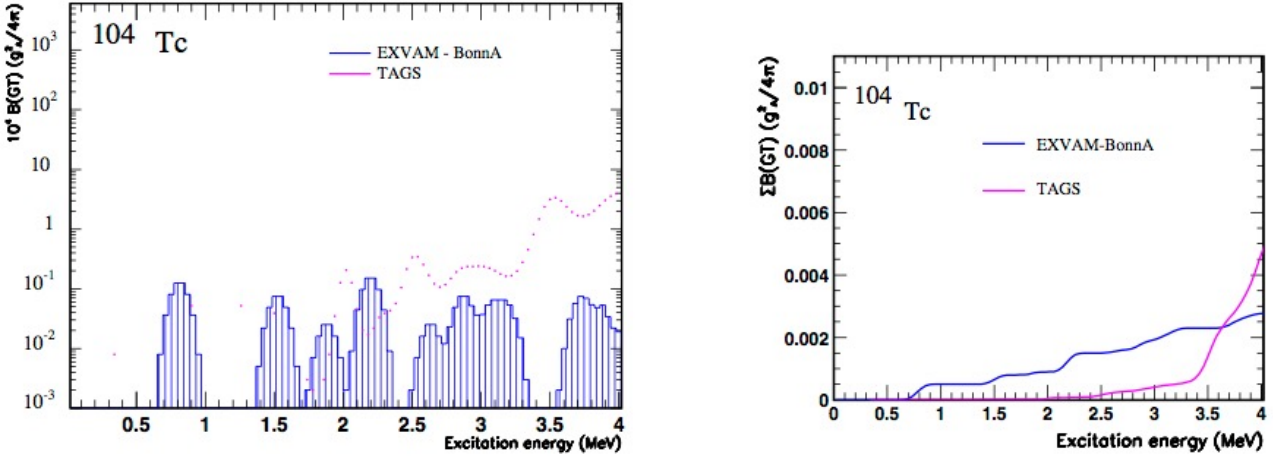 104 Tc
EXVAM - BonnA
TAGS
10⁴ B(GT) (g²ₐ/4π)
10³
10²
10
1
10⁻¹
10⁻²
10⁻³
0.5 1 1.5 2 2.5 3 3.5 4
Excitation energy (MeV)
104 Tc
EXVAM-BonnA
TAGS
ΣB(GT) (g²ₐ/4π)
0.01
0.008
0.006
0.004
0.002
0
0 0.5 1 1.5 2 2.5 3 3.5 4
Excitation energy (MeV)